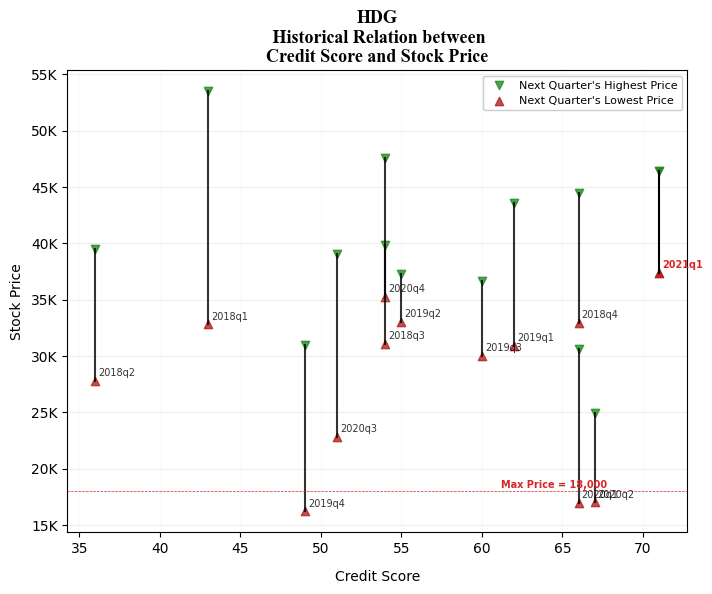 HDG
Historical Relation between
Credit Score and Stock Price
Next Quarter's Highest Price
Next Quarter's Lowest Price
55K
50K
45K
40K
35K
30K
25K
20K
15K
Stock Price
2021q1
2020q4
2019q2
2018q1
2018q4
2018q3
2019q1
2019q3
2018q2
2020q3
Max Price = 18,000
2019q4
2020q1
2020q2
35
40
45
50
55
60
65
70
Credit Score